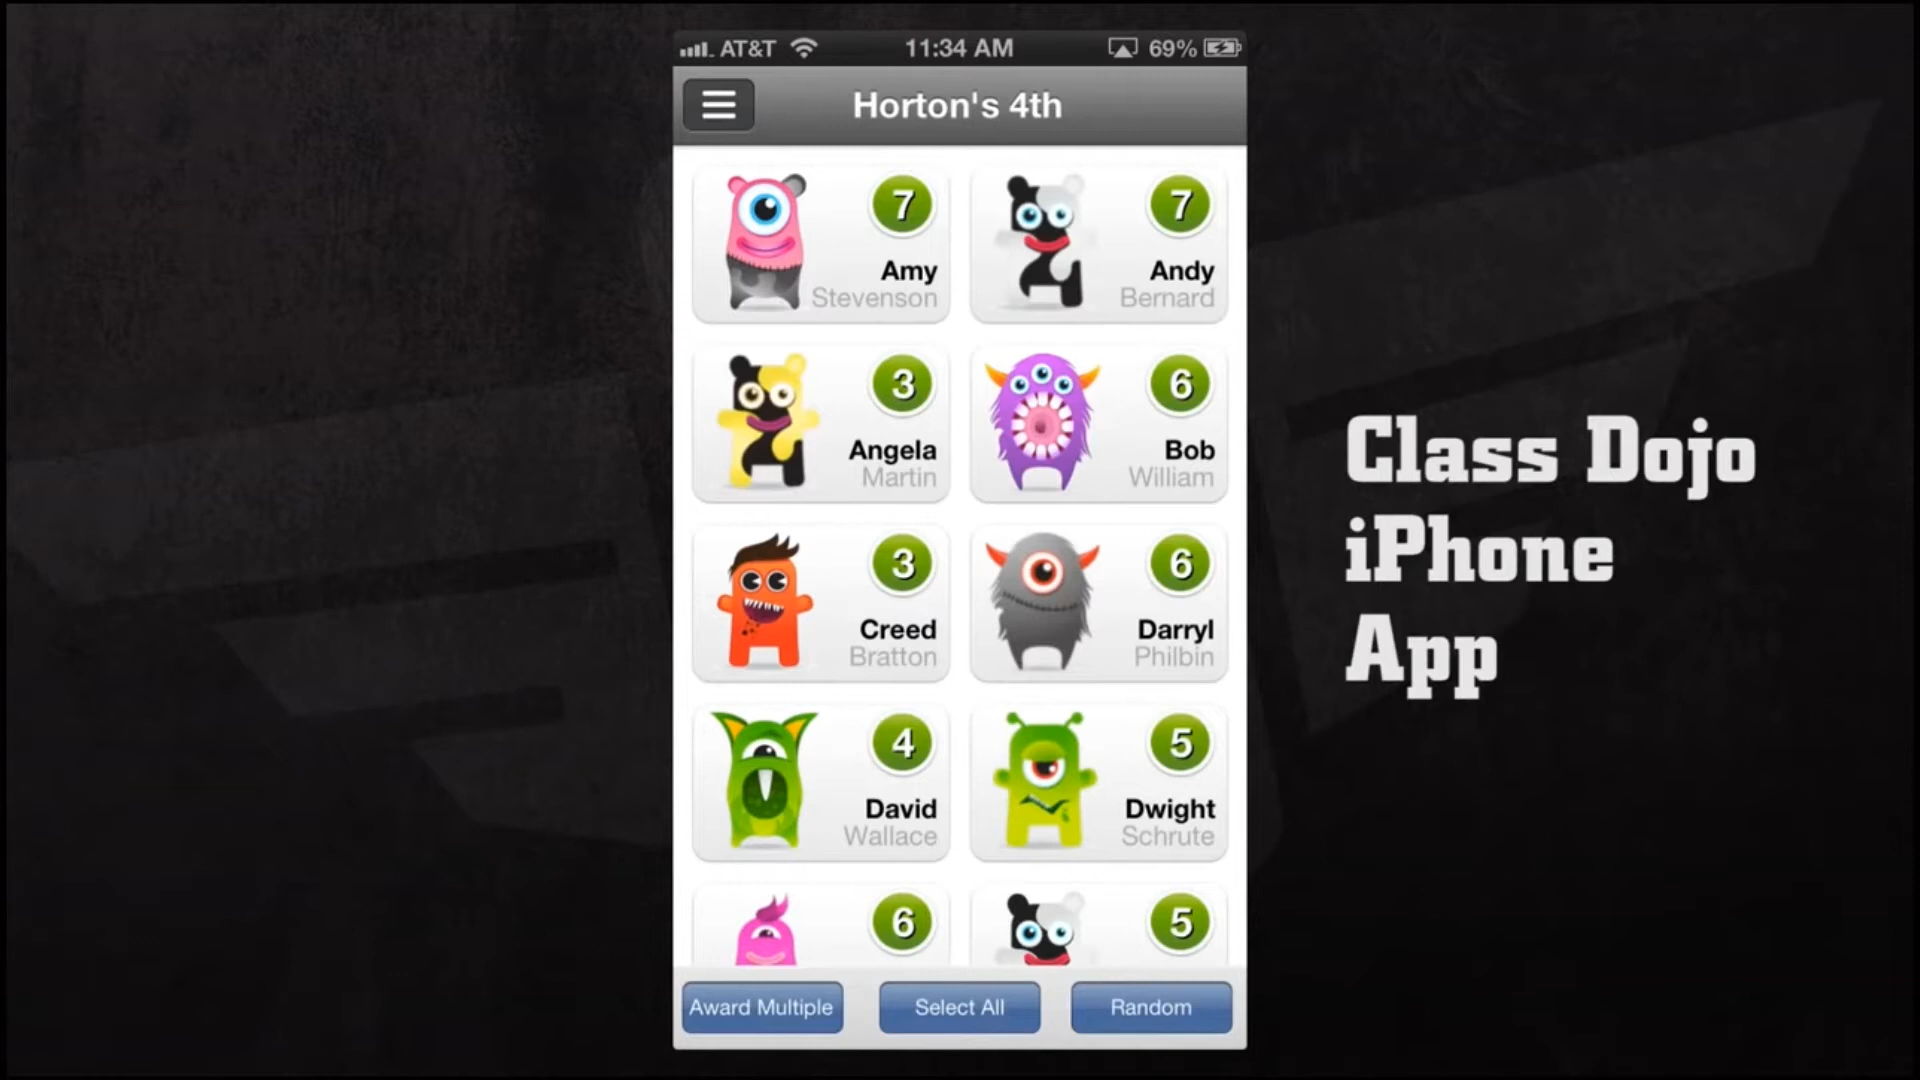 AT&T 11:34 AM 69%
Horton's 4th
7 7
Amy Andy
Stevenson Bernard
3 6
Angela Bob
Martin William
3 6
Creed Darryl
Bratton Philbin
4 5
David Dwight
Wallace Schrute
6 5
Award Multiple Select All Random
Class Dojo
iPhone
App